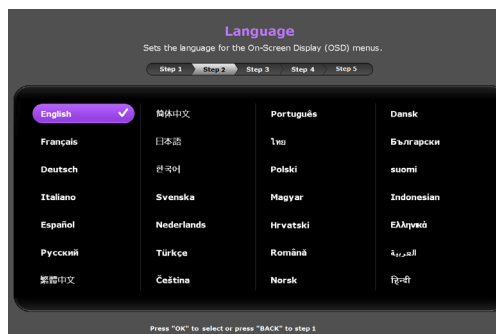 Language
Sets the language for the On-Screen Display (OSD) menus.
Step 1 Step 2 Step 3 Step 4 Step 5
English 简体中文 Português Dansk
Français 日本語 ไทย Български
Deutsch 한국어 Polski suomi
Italiano Svenska Magyar Indonesian
Español Nederlands Hrvatski Ελληνικά
Русский Türkçe Română العربية
繁體中文 Čeština Norsk हिन्दी
Press "OK" to select or press "BACK" to step 1